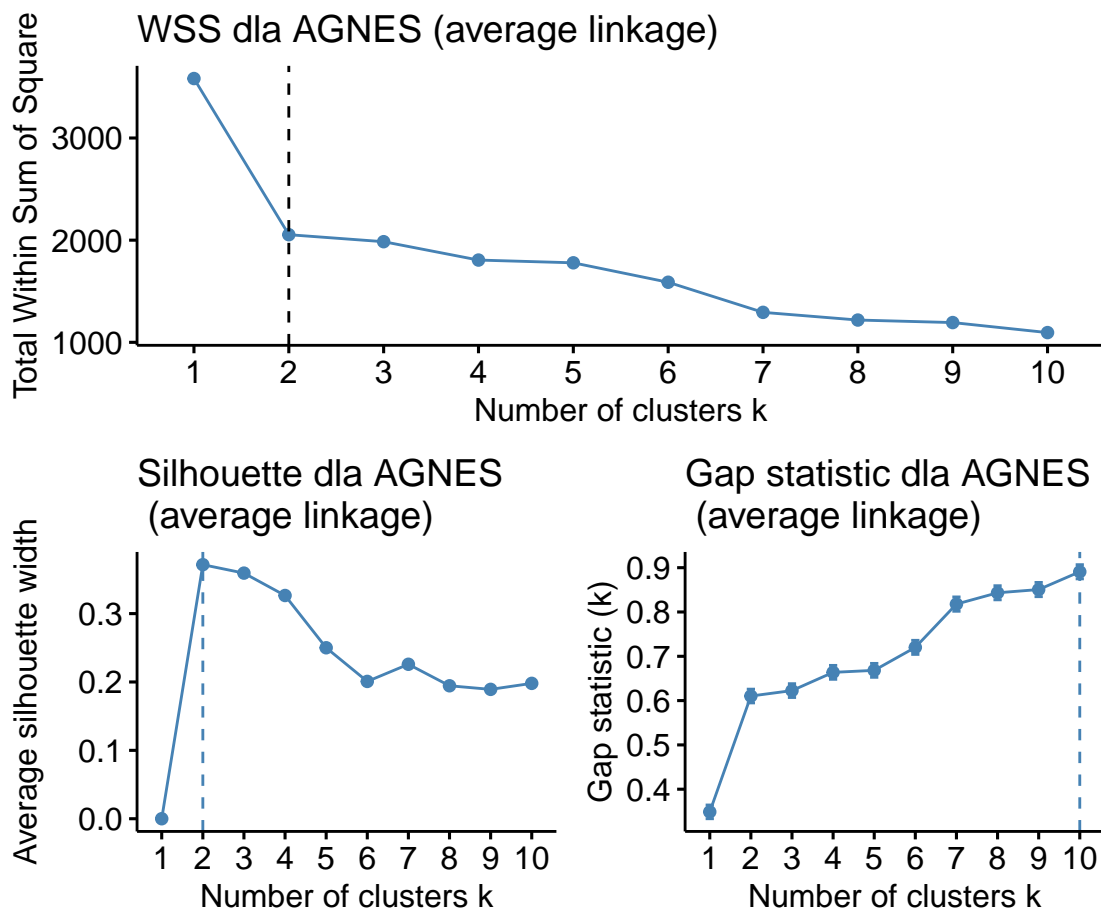 WSS dla AGNES (average linkage)
Total Within Sum of Square
3000
2000
1000
1 2 3 4 5 6 7 8 9 10
Number of clusters k
Silhouette dla AGNES
(average linkage)
Average silhouette width
0.3
0.2
0.1
0.0
1 2 3 4 5 6 7 8 9 10
Number of clusters k
Gap statistic dla AGNES
(average linkage)
Gap statistic (k)
0.9
0.8
0.7
0.6
0.5
0.4
1 2 3 4 5 6 7 8 9 10
Number of clusters k